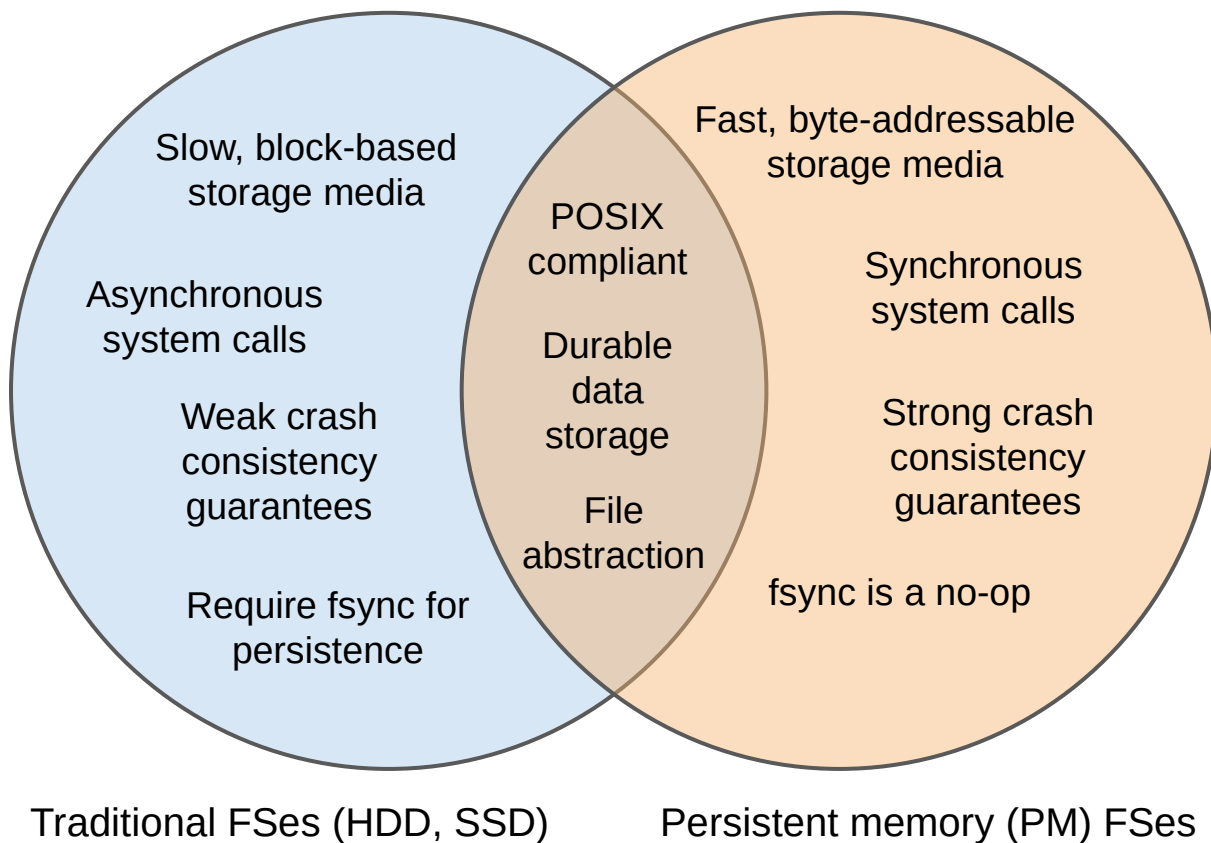 Slow, block-based
storage media
Asynchronous
system calls
Weak crash
consistency
guarantees
Require fsync for
persistence
POSIX
compliant
Durable
data
storage
File
abstraction
Fast, byte-addressable
storage media
Synchronous
system calls
Strong crash
consistency
guarantees
fsync is a no-op
Traditional FSes (HDD, SSD)
Persistent memory (PM) FSes